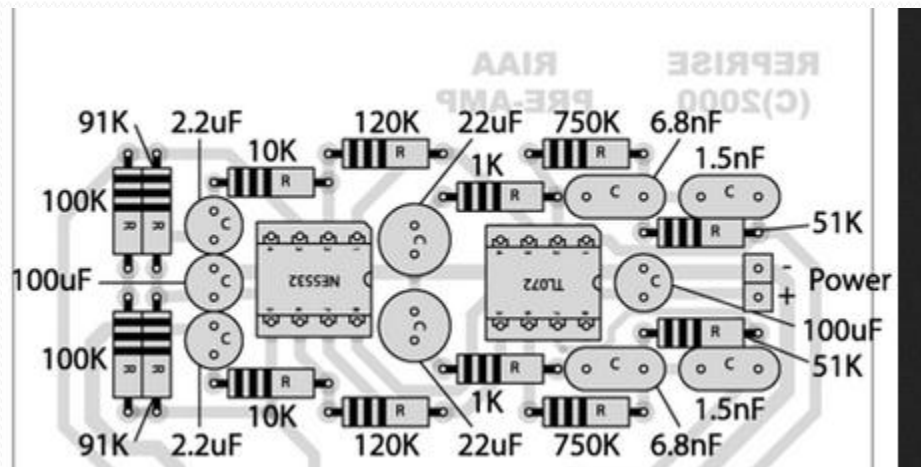 RIAA REPRISE
PRE-AMP (C)2000
91K 2.2uF 120K 22uF 750K 6.8nF
10K 1K 1.5nF
R R R C C
R
100K C 51K
R R C R
100uF NE5532 C TL072 C - Power
+
C C 100uF
100K R R R 51K
R C C
10K R 1K 1.5nF
R R
91K 2.2uF 120K 22uF 750K 6.8nF